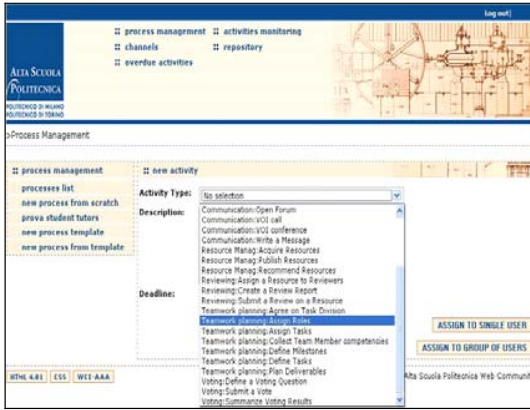 Log out|
:: process management
:: activities monitoring
:: channels
:: repository
:: overdue activities
ALTA SCUOLA
POLITECNICA
POLITECNICO DI MILANO
POLITECNICO DI TORINO
>Process Management
:: process management
:: new activity
processes list
new process from scratch
prova student tutors
new process template
new process from template
Activity Type:
No selection
Description:
Communication:Open Forum
Communication:VOI call
Communication:VOI conference
Communication:Write a Message
Resource Manag:Acquire Resources
Resource Manag:Publish Resources
Resource Manag:Recommend Resources
Reviewing:Assign a Resource to Reviewers
Reviewing:Create a Review Report
Reviewing:Submit a Review on a Resource
Teamwork planning:Agree on Task Division
Teamwork planning:Assign Roles
Teamwork planning:Assign Tasks
Teamwork planning:Collect Team Member competencies
Teamwork planning:Define Milestones
Teamwork planning:Define Tasks
Teamwork planning:Plan Deliverables
Voting:Define a Voting Question
Voting:Submit a Vote
Voting:Summarize Voting Results
Deadline:
ASSIGN TO SINGLE USER
ASSIGN TO GROUP OF USERS
HTML 4.01
CSS
WCI-AAA
Alta Scuola Politecnica Web Communit